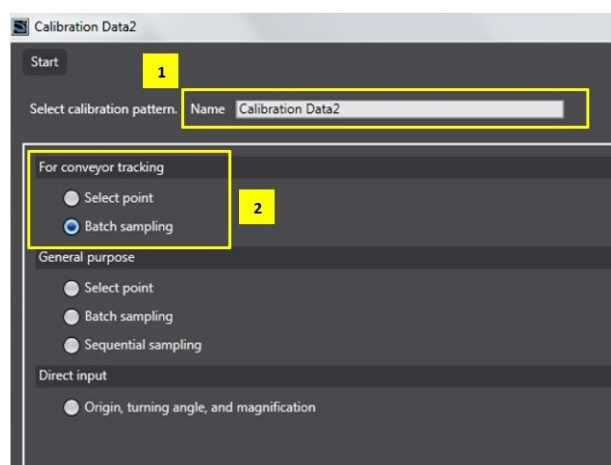 Calibration Data2
Start
1
Select calibration pattern. Name Calibration Data2
For conveyor tracking
Select point
Batch sampling
2
General purpose
Select point
Batch sampling
Sequential sampling
Direct input
Origin, turning angle, and magnification